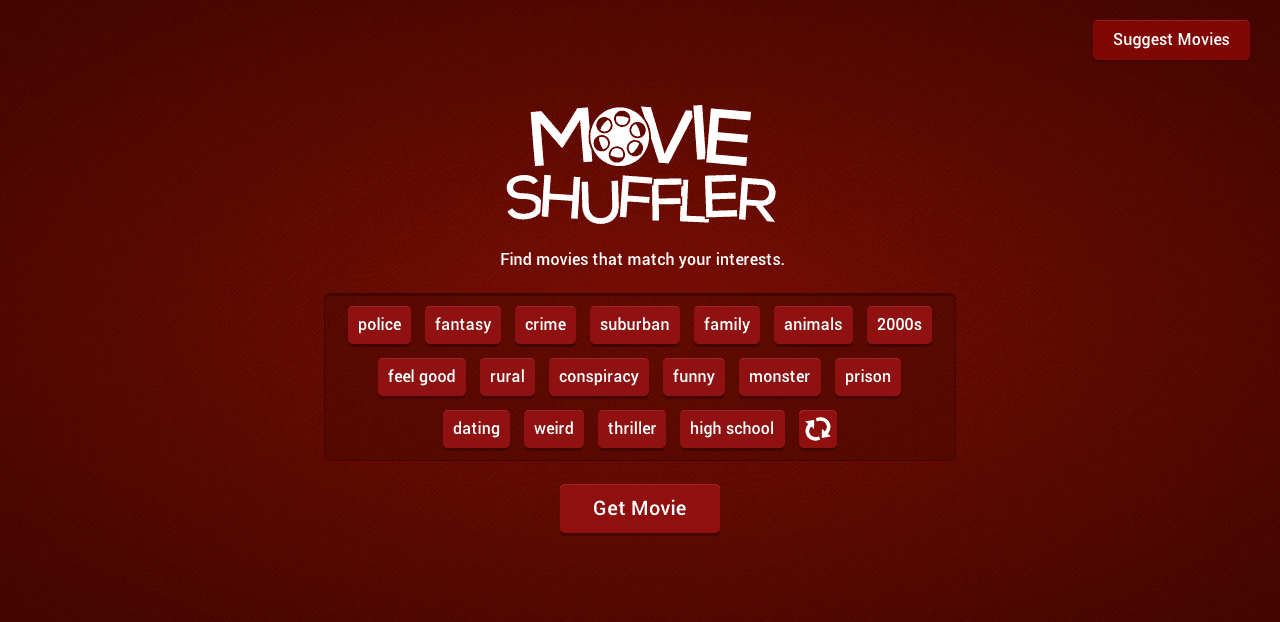 Suggest Movies
MOVIE
SHUFFLER
Find movies that match your interests.
police fantasy crime suburban family animals 2000s
feel good rural conspiracy funny monster prison
dating weird thriller high school
Get Movie